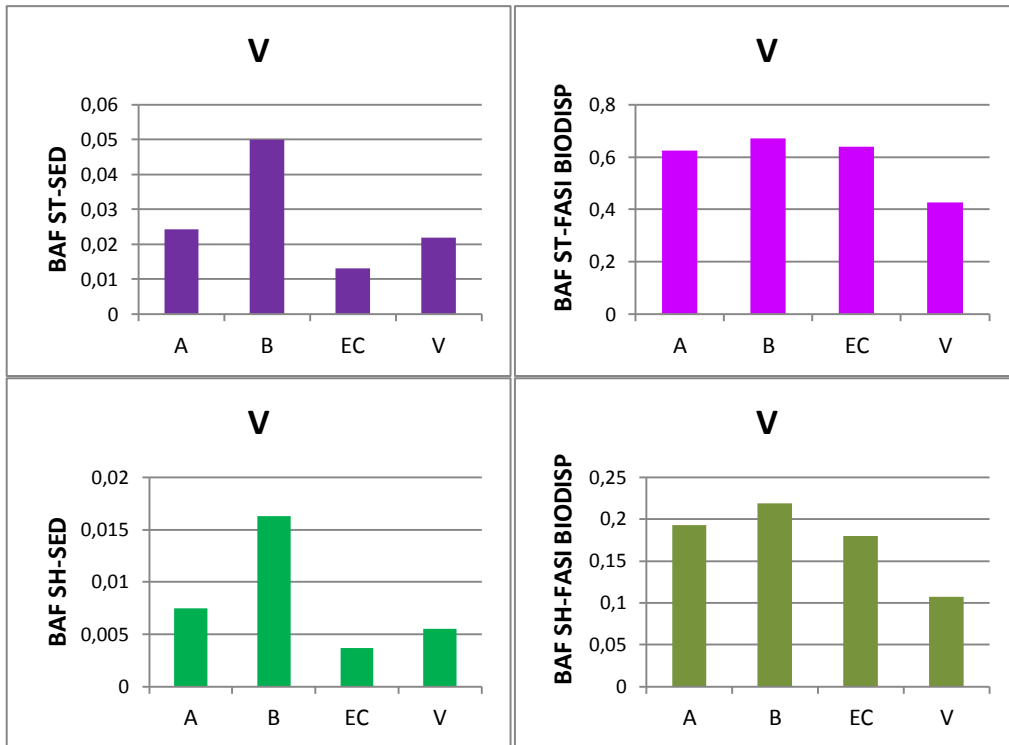 V
BAF ST-SED
0,06
0,05
0,04
0,03
0,02
0,01
0
A B EC V
V
BAF ST-FASI BIODISP
0,8
0,6
0,4
0,2
0
A B EC V
V
BAF SH-SED
0,02
0,015
0,01
0,005
0
A B EC V
V
BAF SH-FASI BIODISP
0,25
0,2
0,15
0,1
0,05
0
A B EC V